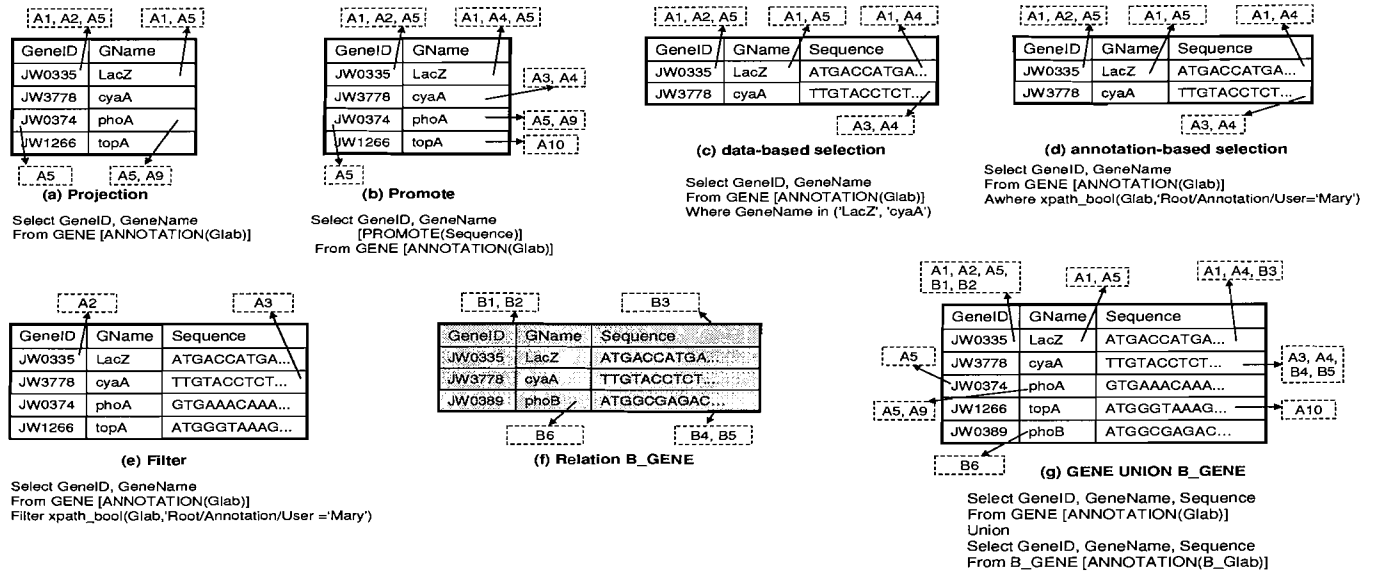 A1, A2, A5
A1, A5
GeneID GName
JW0335 LacZ
JW3778 cyaA
JW0374 phoA
JW1266 topA
A5
A5, A9
(a) Projection
Select GeneID, GeneName
From GENE [ANNOTATION(Glab)]
A1, A2, A5
A1, A4, A5
GeneID GName
JW0335 LacZ
JW3778 cyaA
JW0374 phoA
JW1266 topA
A3, A4
A5, A9
A10
A5
(b) Promote
Select GeneID, GeneName
[PROMOTE(Sequence)]
From GENE [ANNOTATION(Glab)]
A1, A2, A5
A1, A5
A1, A4
GeneID GName Sequence
JW0335 LacZ ATGACCATGA...
JW3778 cyaA TTGTACCTCT...
A3, A4
(c) data-based selection
Select GeneID, GeneName
From GENE [ANNOTATION(Glab)]
Where GeneName in ('LacZ', 'cyaA')
A1, A2, A5
A1, A5
A1, A4
GeneID GName Sequence
JW0335 LacZ ATGACCATGA...
JW3778 cyaA TTGTACCTCT...
A3, A4
(d) annotation-based selection
Select GeneID, GeneName
From GENE [ANNOTATION(Glab)]
Awhere xpath_bool(Glab,'Root/Annotation/User='Mary')
A2
A3
GeneID GName Sequence
JW0335 LacZ ATGACCATGA...
JW3778 cyaA TTGTACCTCT...
JW0374 phoA GTGAAACAAA...
JW1266 topA ATGGGTAAAG...
(e) Filter
Select GeneID, GeneName
From GENE [ANNOTATION(Glab)]
Filter xpath_bool(Glab,'Root/Annotation/User ='Mary')
B1, B2
B3
GeneID GName Sequence
JW0335 LacZ ATGACCATGA...
JW3778 cyaA TTGTACCTCT...
JW0389 phoB ATGGCGAGAC...
B6
B4, B5
(f) Relation B_GENE
A1, A2, A5,
B1, B2
A1, A5
A1, A4, B3
GeneID GName Sequence
JW0335 LacZ ATGACCATGA...
JW3778 cyaA TTGTACCTCT...
JW0374 phoA GTGAAACAAA...
JW1266 topA ATGGGTAAAG...
JW0389 phoB ATGGCGAGAC...
A5
A5, A9
A3, A4,
B4, B5
A10
B6
(g) GENE UNION B_GENE
Select GeneID, GeneName, Sequence
From GENE [ANNOTATION(Glab)]
Union
Select GeneID, GeneName, Sequence
From B_GENE [ANNOTATION(B_Glab)]